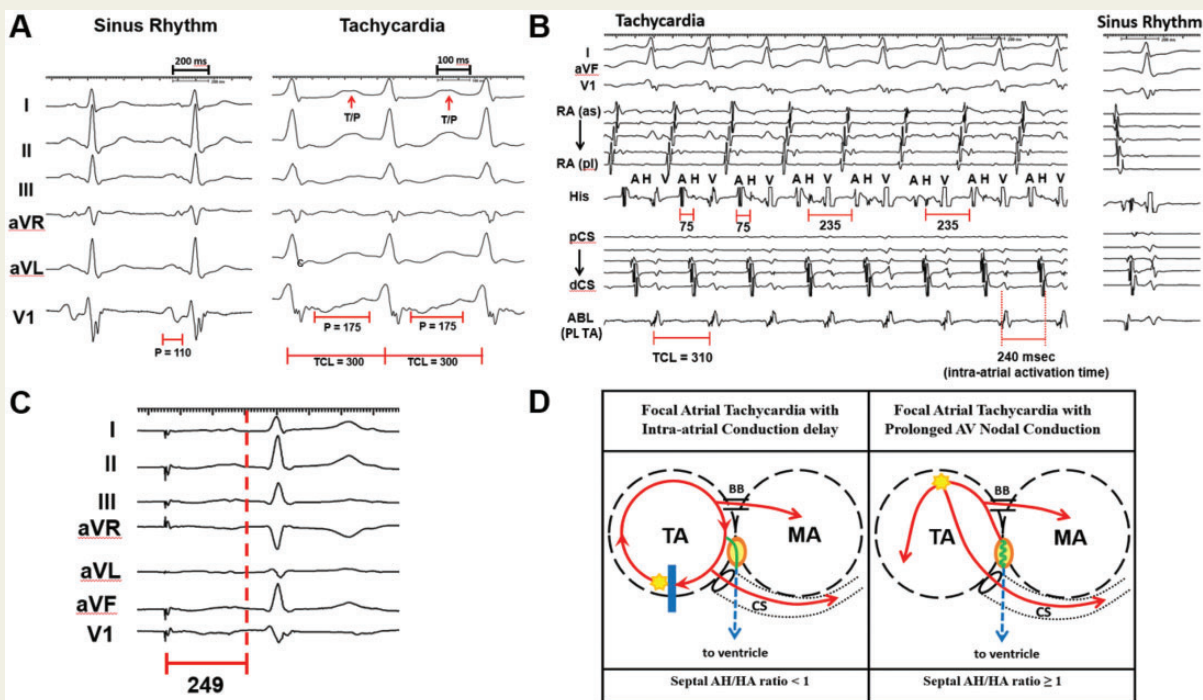 A
Sinus Rhythm
Tachycardia
200 ms
100 ms
I
II
III
aVR
aVL
V1
T/P
T/P
P = 110
P = 175
P = 175
TCL = 300
TCL = 300
B
Tachycardia
Sinus Rhythm
I
aVF
V1
RA (as)
RA (pl)
A H V A H V A H V A H V A H V A H V A H V A H V
His
75
75
235
235
pCS
dCS
ABL
(PL TA)
TCL = 310
240 msec
(intra-atrial activation time)
C
I
II
III
aVR
aVL
aVF
V1
249
D
Focal Atrial Tachycardia with
Intra-atrial Conduction delay
Focal Atrial Tachycardia with
Prolonged AV Nodal Conduction
BB
TA
MA
CS
to ventricle
BB
TA
MA
CS
to ventricle
Septal AH/HA ratio < 1
Septal AH/HA ratio ≥ 1